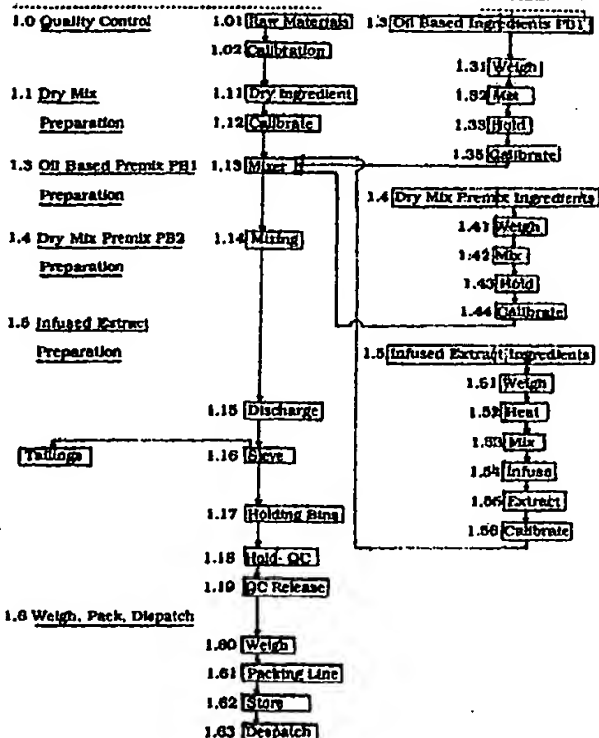 1.0 Quality Control
1.01 Raw Materials
1.3 Oil Based Ingredients PB1
1.02 Calibration
1.31 Weigh
1.1 Dry Mix
Preparation
1.11 Dry Ingredient
1.32 Mix
1.12 Calibrate
1.33 Hold
1.35 Calibrate
1.3 Oil Based Premix PB1
Preparation
1.13 Mixer
1.4 Dry Mix Premix Ingredients
1.4 Dry Mix Premix PB2
Preparation
1.14 Mixing
1.41 Weigh
1.42 Mix
1.43 Hold
1.44 Calibrate
1.5 Infused Extract
Preparation
1.5 Infused Extract Ingredients
1.51 Weigh
1.52 Heat
1.53 Mix
1.54 Infuse
1.55 Extract
1.56 Calibrate
1.15 Discharge
Tailings
1.16 Sieve
1.17 Holding Bins
1.18 Hold- QC
1.19 QC Release
1.6 Weigh, Pack, Dispatch
1.60 Weigh
1.61 Packing Line
1.62 Store
1.63 Despatch